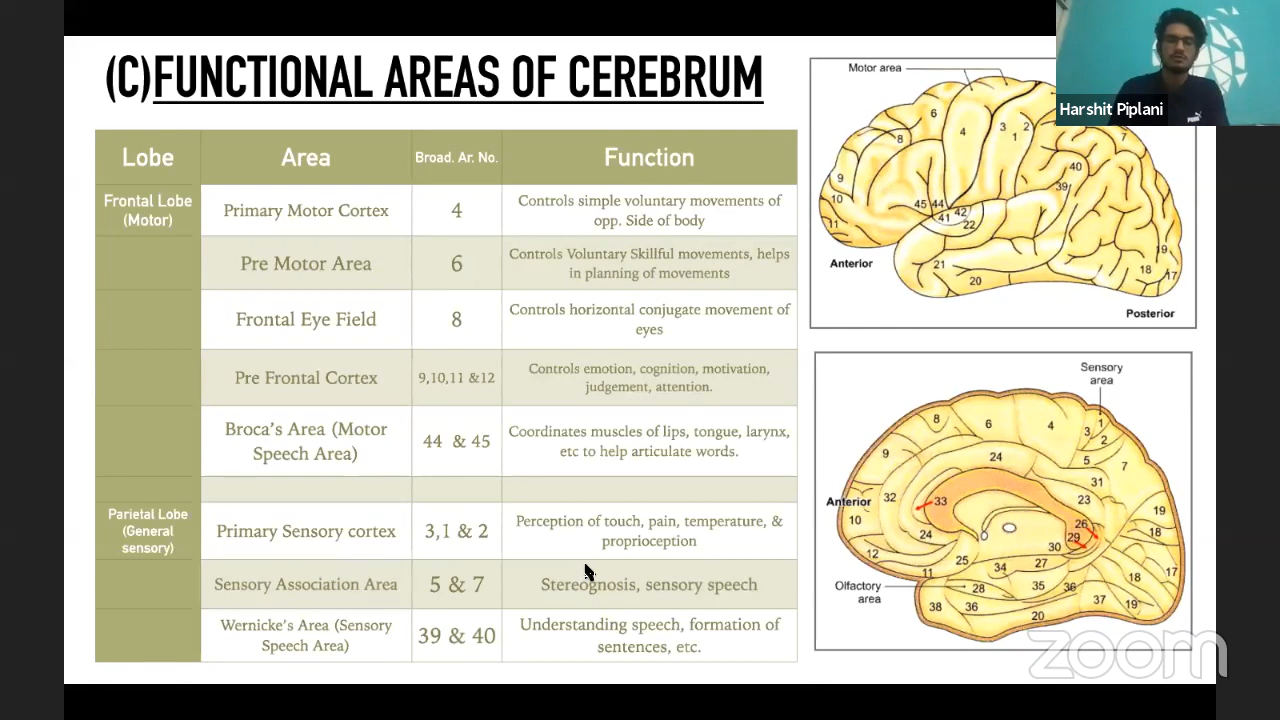 (C)FUNCTIONAL AREAS OF CEREBRUM
Harshit Piplani
Lobe Area Broad. Ar. No. Function
Frontal Lobe (Motor)
Primary Motor Cortex 4 Controls simple voluntary movements of
opp. Side of body
Pre Motor Area 6 Controls Voluntary Skillful movements, helps
in planning of movements
Frontal Eye Field 8 Controls horizontal conjugate movement of
eyes
Pre Frontal Cortex 9,10,11 &12 Controls emotion, cognition, motivation,
judgement, attention.
Broca's Area (Motor
Speech Area)
44 & 45
Coordinates muscles of lips, tongue, larynx,
etc to help articulate words.
Parietal Lobe
(General
sensory)
Primary Sensory cortex 3,1 & 2 Perception of touch, pain, temperature, &
proprioception
Sensory Association Area 5 & 7 Stereognosis, sensory speech
Wernicke's Area (Sensory
Speech Area)
39 & 40
Understanding speech, formation of
sentences, etc.
Motor area
6 4 3 1 2
8 7
9 40
39
10 45 44 42
11 41 22
Anterior
21 19
20 18 17
Posterior
Sensory
area
8 6 4 3 1 2
9 24 5 7
31
32 33 23
Anterior
10 26 19
24 29 18
30
12 25 34 27
11 17
Olfactory
area
28 35 36 18
38 36 37 19
20
zoom